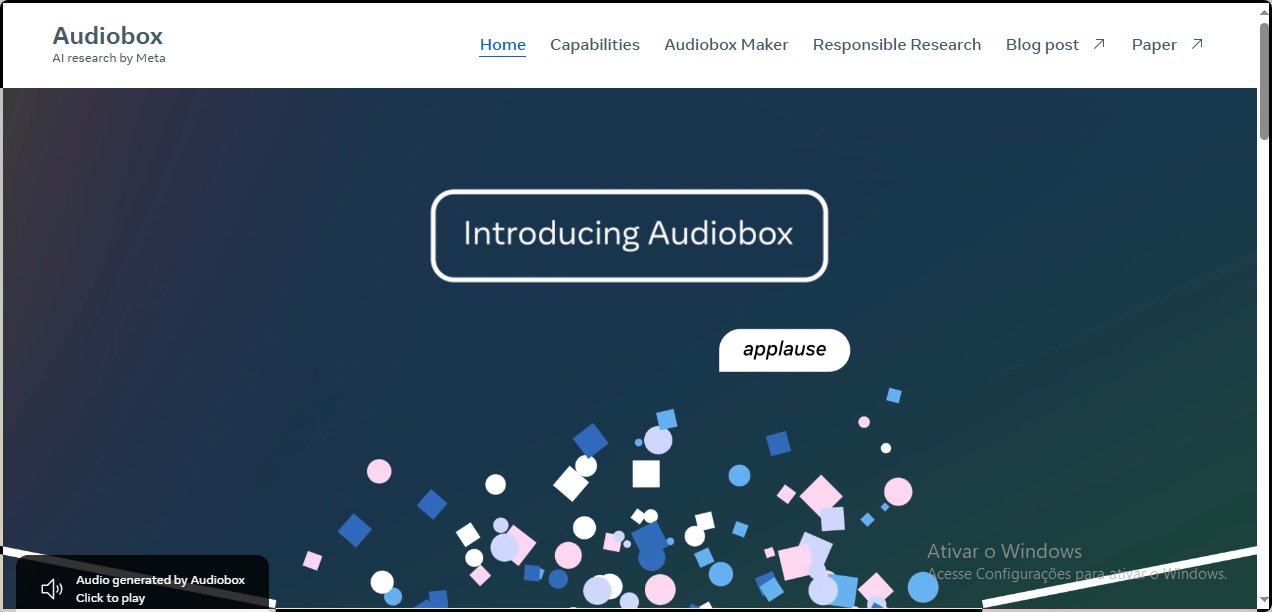 Audiobox
AI research by Meta
Home Capabilities Audiobox Maker Responsible Research Blog post Paper
Introducing Audiobox
applause
Ativar o Windows
Acesse Configurações para ativar o Windows.
Audio generated by Audiobox
Click to play